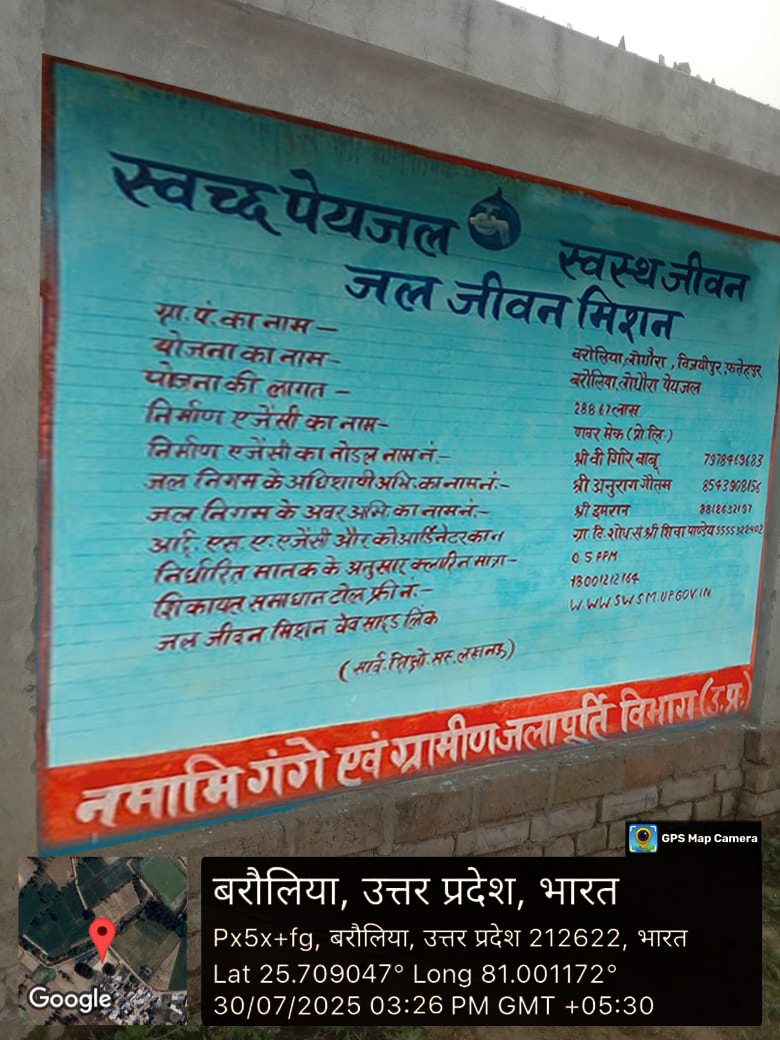 स्वच्छ पेयजल स्वस्थ जीवन
जल जीवन मिशन
ग्रा.पं.का नाम – बरौलिया, लोधौरा, विजयीपुर, फतेहपुर
योजना का नाम – बरौलिया, लोधौरा पेयजल
योजना की लागत – 288.67 लास
निर्माण एजेंसी का नाम – पावर मेक (प्रो लि.)
निर्माण एजेंसी का नोडल नाम नं.– श्री वी गिरि बाबू 7978469683
जल निगम के अधिशायी अभि.का नाम नं.– श्री अनुराग गौतम 8543908156
जल निगम के अवर अभि.का नाम नं.– श्री इमरान
आई. एस. ए. एजेंसी और कोआर्डिनेटर का न ग्रा. वि. शोध सं श्री शिवा पाण्डेय
निर्धारित मानक के अनुसार क्लोरिन मात्रा– 0.5 PPM
शिकायत समाधान टोल फ्री नं.– 18001212164
जल जीवन मिशन वेव साइड लिंक W.WW.SWSM.UP.GOV.IN
नमामि गंगे एवं ग्रामीण जलापूर्ति विभाग (उ.प्र.)
GPS Map Camera
बरौलिया, उत्तर प्रदेश, भारत
Px5x+fg, बरौलिया, उत्तर प्रदेश 212622, भारत
Lat 25.709047° Long 81.001172°
30/07/2025 03:26 PM GMT +05:30
Google